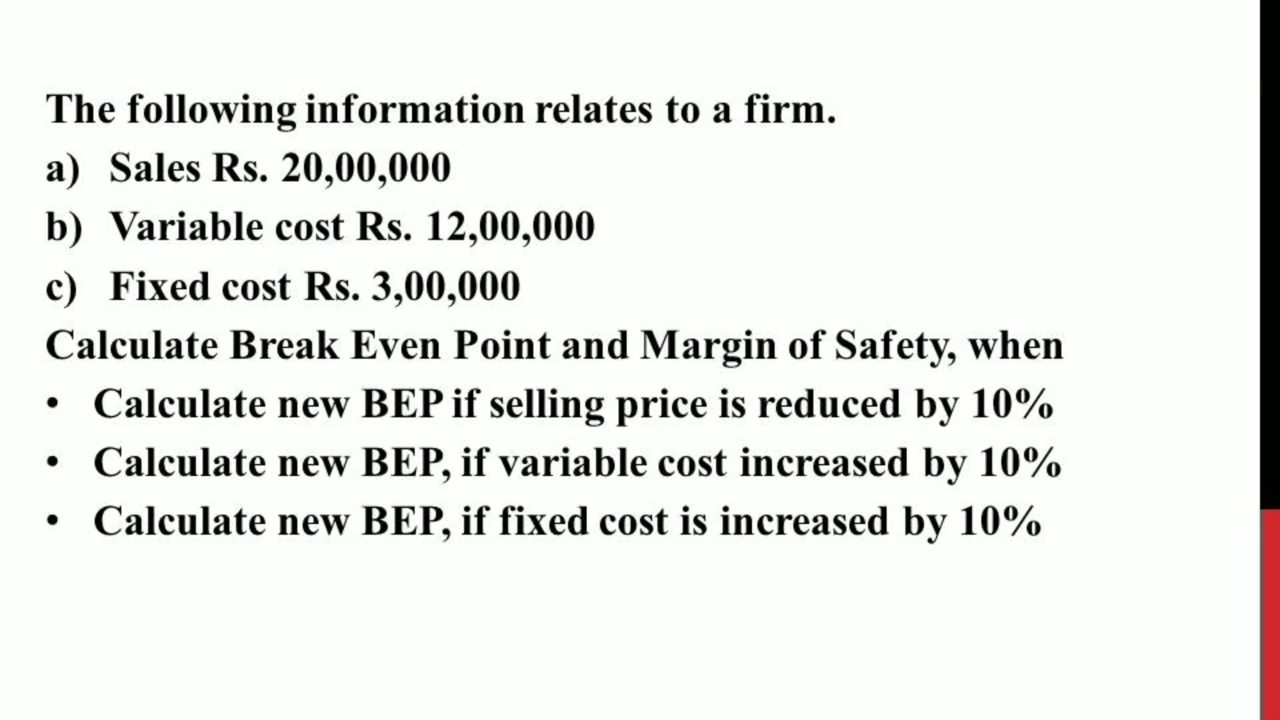 The following information relates to a firm.
a) Sales Rs. 20,00,000
b) Variable cost Rs. 12,00,000
c) Fixed cost Rs. 3,00,000
Calculate Break Even Point and Margin of Safety, when
• Calculate new BEP if selling price is reduced by 10%
• Calculate new BEP, if variable cost increased by 10%
• Calculate new BEP, if fixed cost is increased by 10%